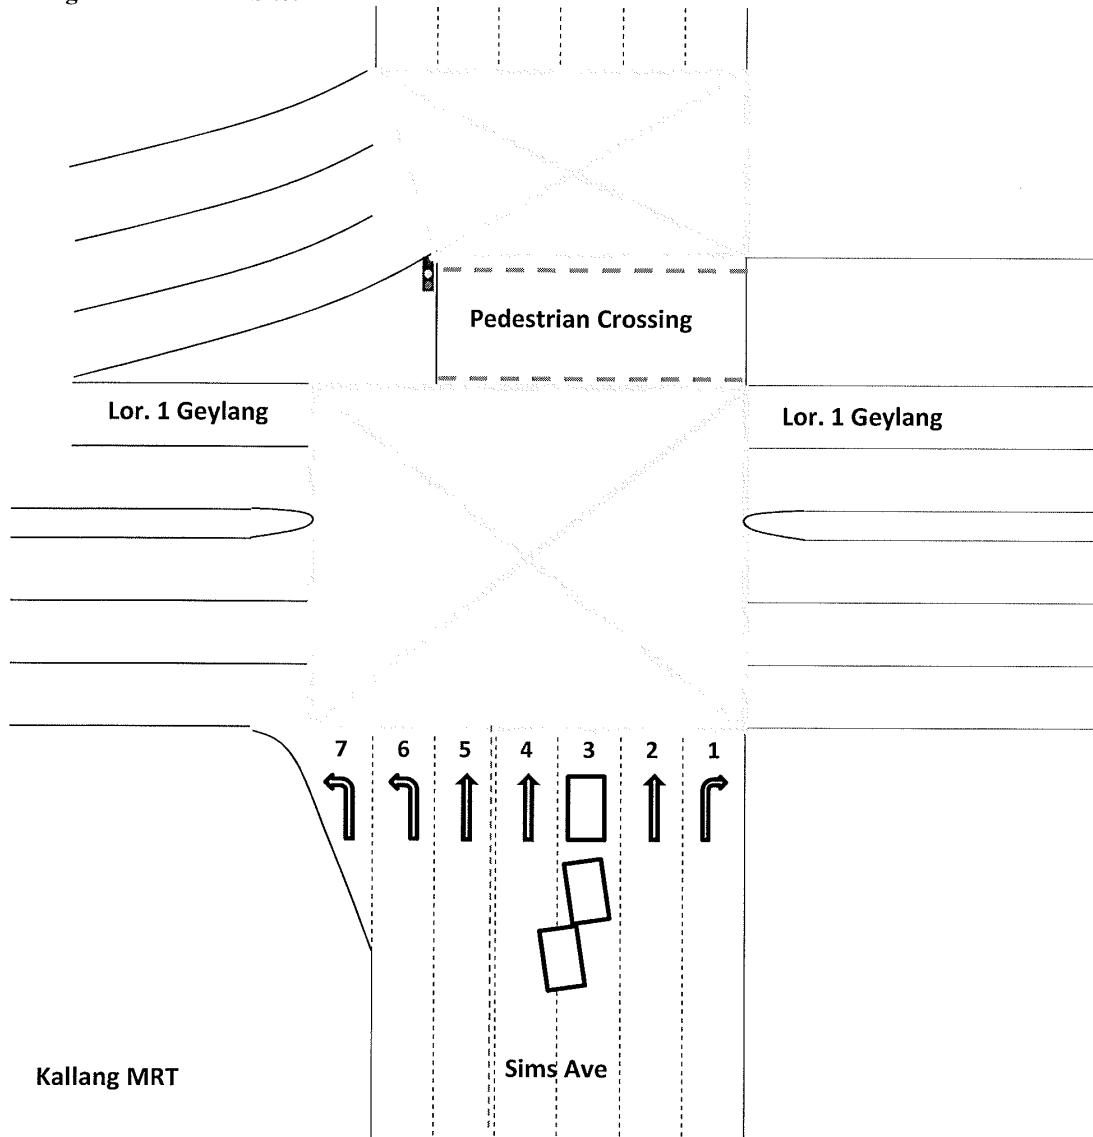 Pedestrian Crossing
Lor. 1 Geylang
Lor. 1 Geylang
7 6 5 4 3 2 1
Sims Ave
Kallang MRT